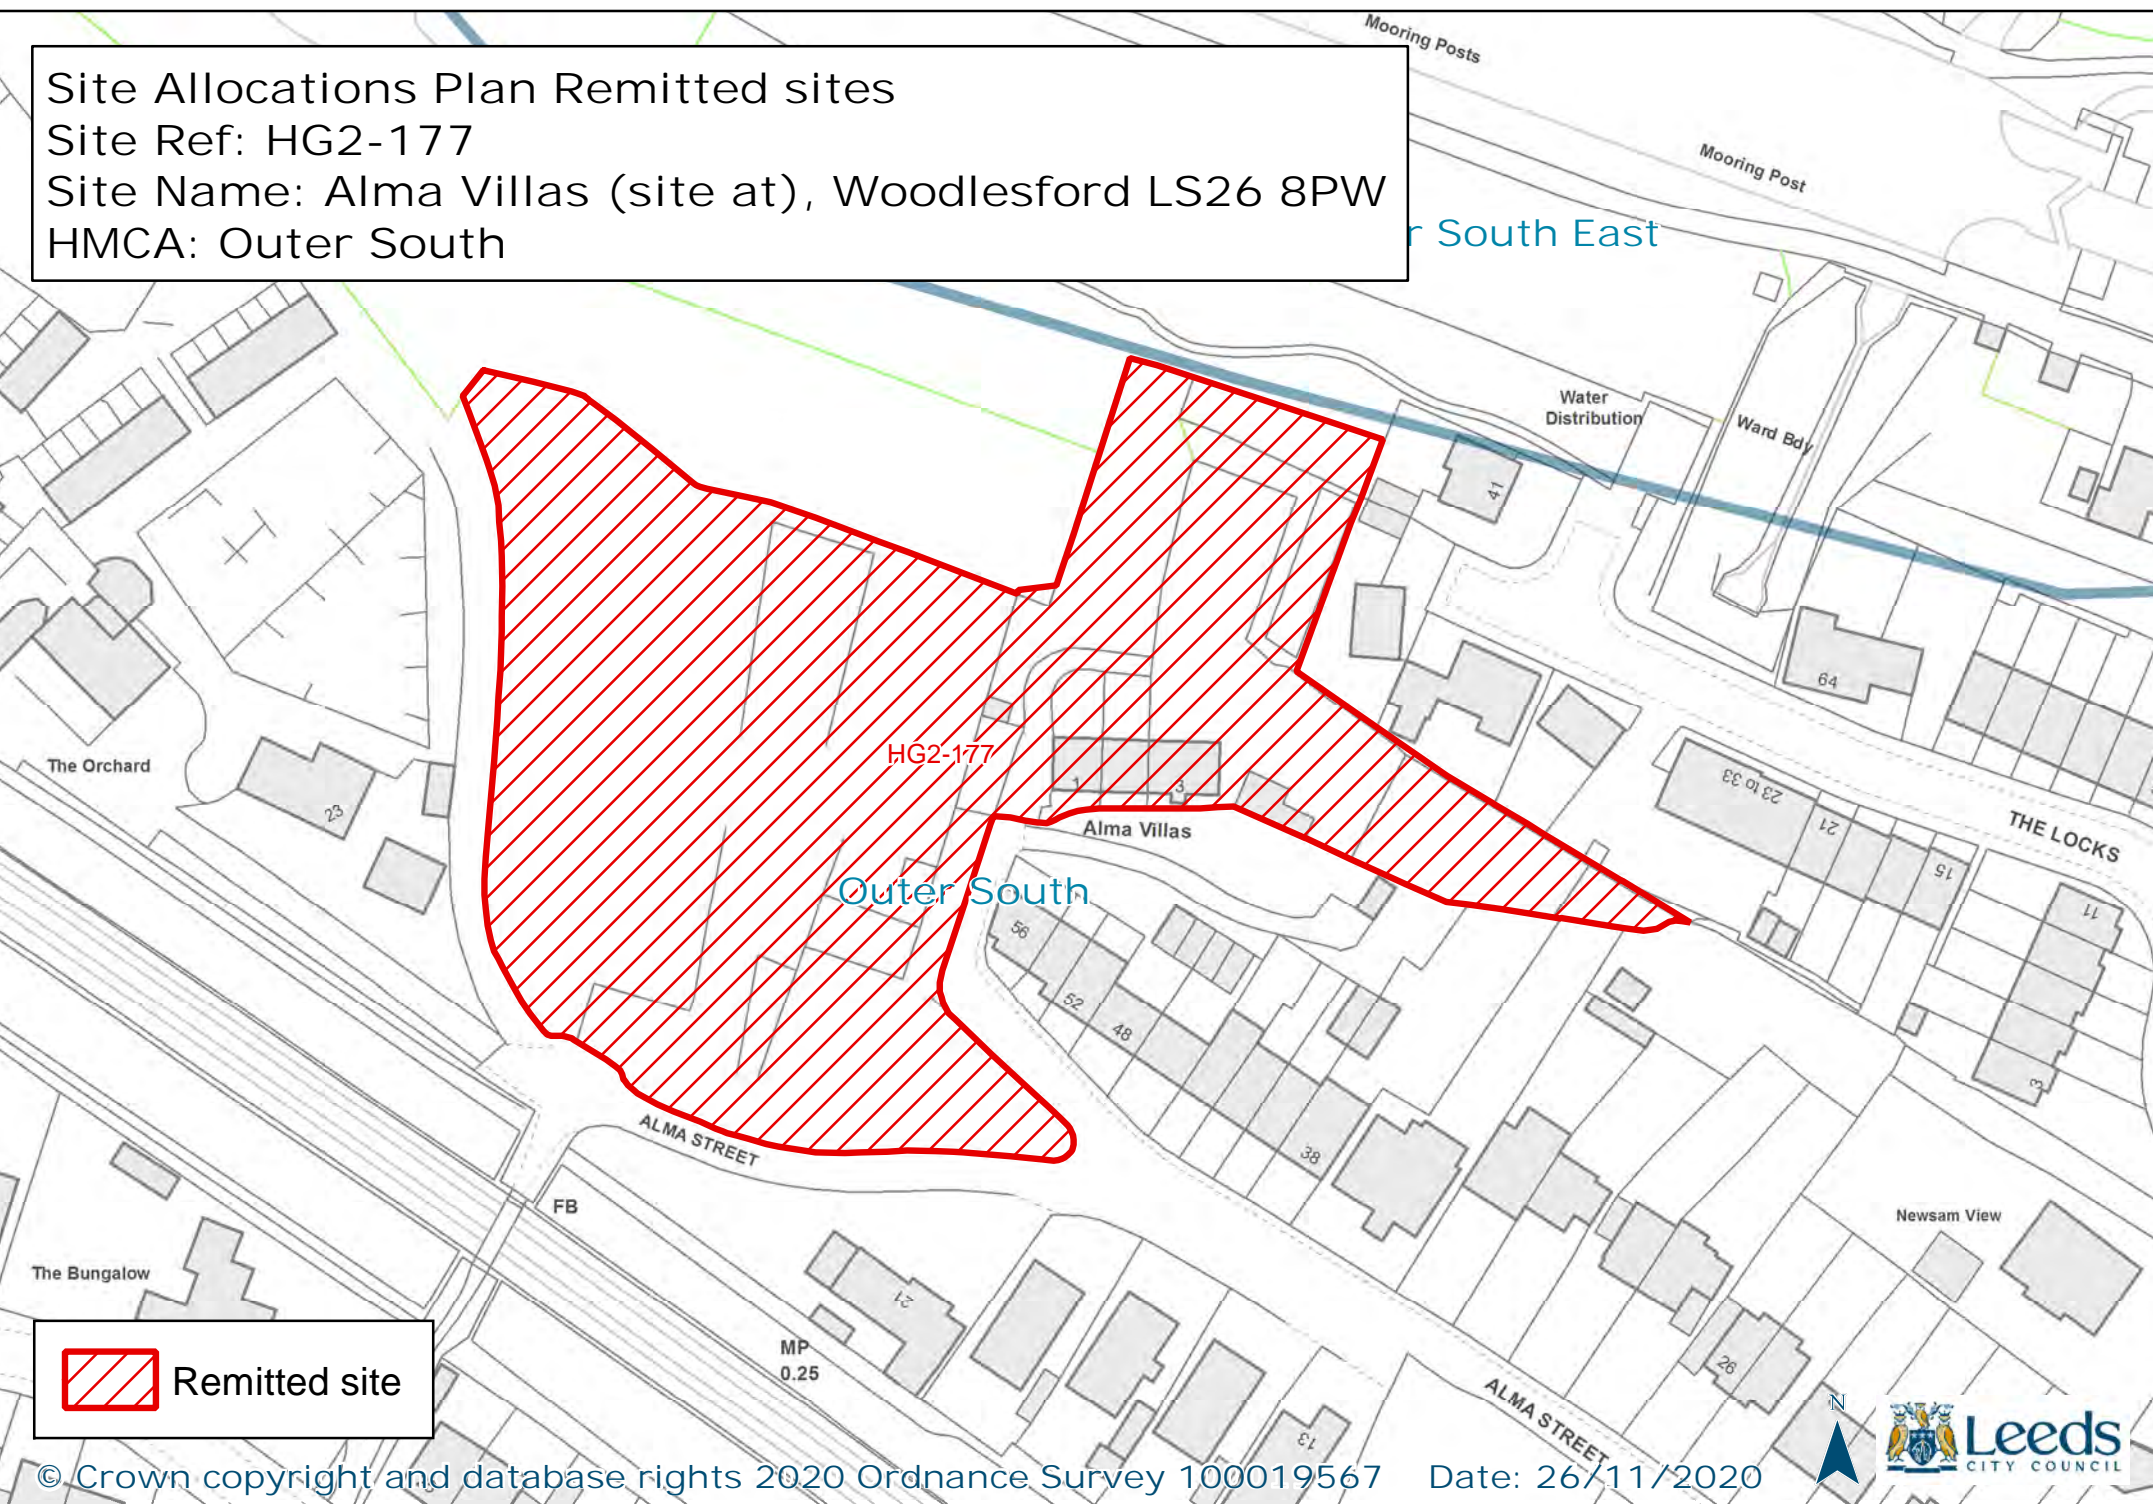 Site Allocations Plan Remitted sites
Site Ref: HG2-177
Site Name: Alma Villas (site at), Woodlesford LS26 8PW
HMCA: Outer South
Mooring Posts
Mooring Post
r South East
Water
Distribution
Ward Bdy
41
64
HG2-177
1
3
Alma Villas
The Orchard
23
23 to 33
21
15
THE LOCKS
11
3
Outer South
56
52
48
38
ALMA STREET
FB
Newsam View
The Bungalow
21
MP
0.25
26
13
ALMA STREET
Remitted site
N
Leeds
CITY COUNCIL
© Crown copyright and database rights 2020 Ordnance Survey 100019567 Date: 26/11/2020